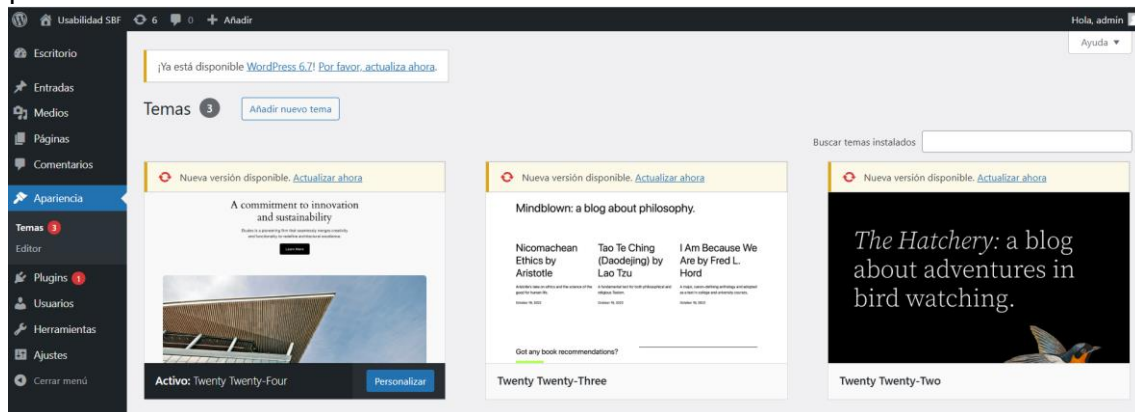 Usabilidad SBF 6 0 Añadir Hola, admin
Ayuda
Escritorio
Entradas
Medios
Páginas
Comentarios
Apariencia
Temas 3
Editor
Plugins 1
Usuarios
Herramientas
Ajustes
Cerrar menú
¡Ya está disponible WordPress 6.7! Por favor, actualiza ahora.
Temas 3 Añadir nuevo tema
Buscar temas instalados
Nueva versión disponible. Actualizar ahora
A commitment to innovation
and sustainability
Learn More
Activo: Twenty Twenty-Four Personalizar
Nueva versión disponible. Actualizar ahora
Mindblown: a blog about philosophy.
Nicomachean
Ethics by
Aristotle
Tao Te Ching
(Daodejing) by
Lao Tzu
I Am Because We
Are by Fred L.
Hord
Got any book recommendations?
Twenty Twenty-Three
Nueva versión disponible. Actualizar ahora
The Hatchery: a blog
about adventures in
bird watching.
Twenty Twenty-Two